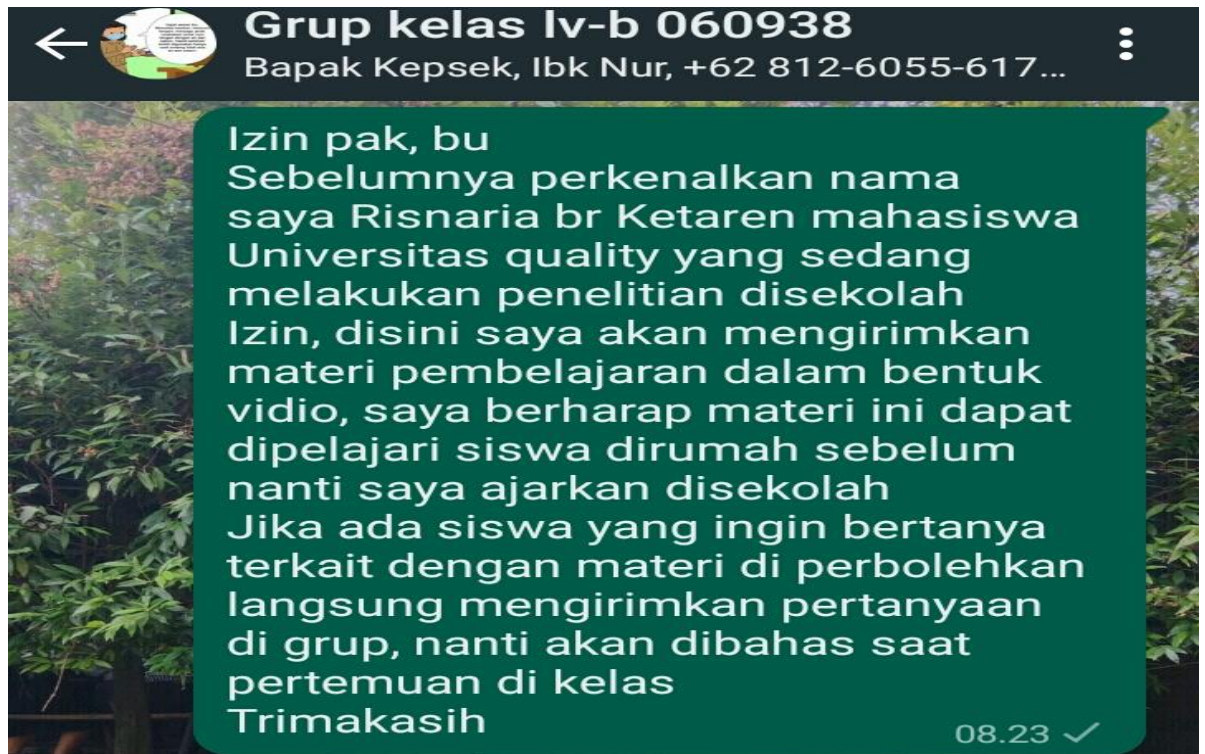 Grup kelas lv-b 060938
Bapak Kepsek, Ibk Nur, +62 812-6055-617...
Izin pak, bu
Sebelumnya perkenalkan nama
saya Risnaria br Ketaren mahasiswa
Universitas quality yang sedang
melakukan penelitian disekolah
Izin, disini saya akan mengirimkan
materi pembelajaran dalam bentuk
vidio, saya berharap materi ini dapat
dipelajari siswa dirumah sebelum
nanti saya ajarkan disekolah
Jika ada siswa yang ingin bertanya
terkait dengan materi di perbolehkan
langsung mengirimkan pertanyaan
di grup, nanti akan dibahas saat
pertemuan di kelas
Trimakasih
08.23